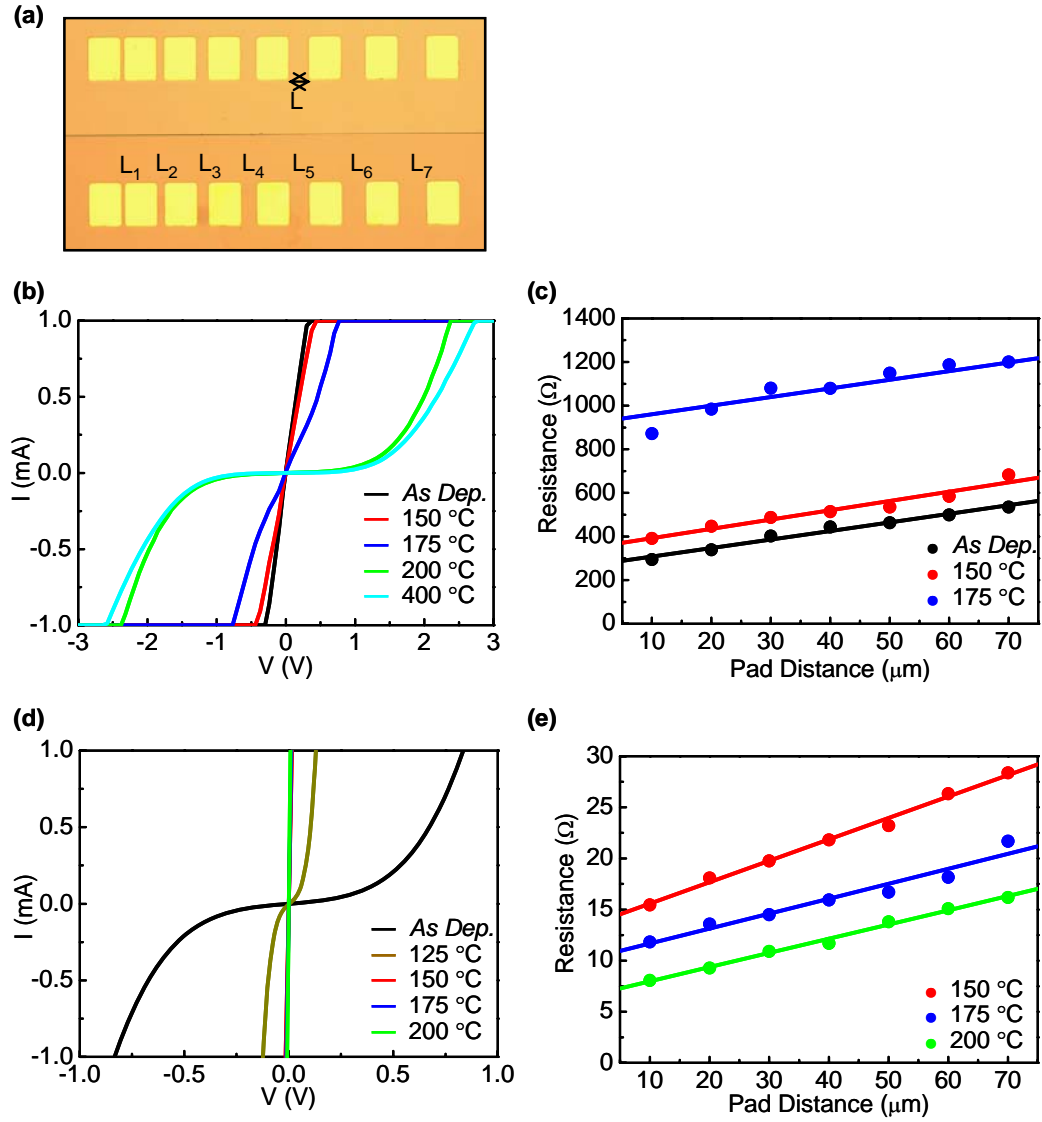 (a)
L
L1 L2 L3 L4 L5 L6 L7
(b)
1.0
0.5
0.0
-0.5
-1.0
I (mA)
-3 -2 -1 0 1 2 3
V (V)
As Dep.
150 °C
175 °C
200 °C
400 °C
(c)
1400
1200
1000
800
600
400
200
0
Resistance (Ω)
10 20 30 40 50 60 70
Pad Distance (μm)
As Dep.
150 °C
175 °C
(d)
1.0
0.5
0.0
-0.5
-1.0
I (mA)
-1.0 -0.5 0.0 0.5 1.0
V (V)
As Dep.
125 °C
150 °C
175 °C
200 °C
(e)
30
25
20
15
10
5
0
Resistance (Ω)
10 20 30 40 50 60 70
Pad Distance (μm)
150 °C
175 °C
200 °C